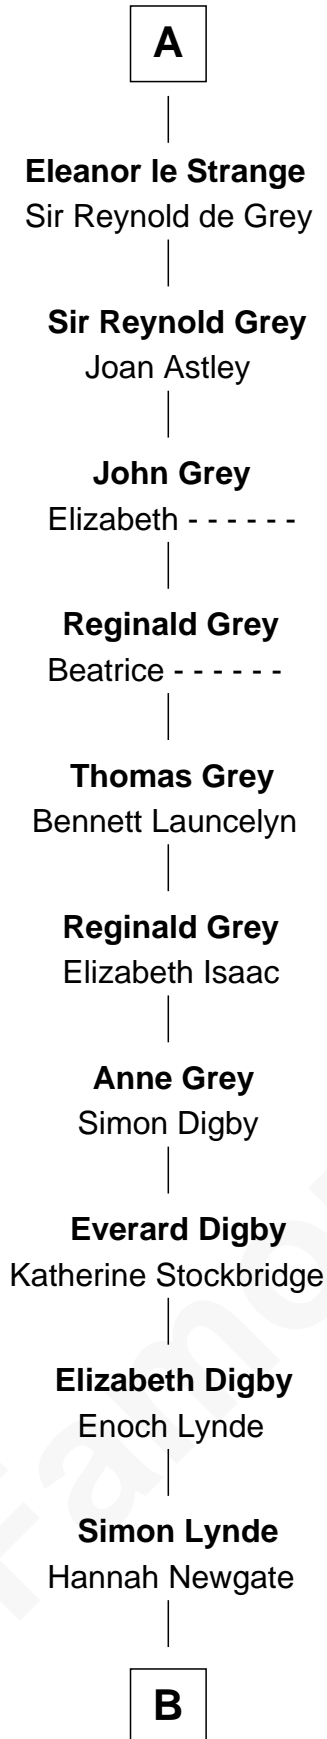 A
Eleanor le Strange
Sir Reynold de Grey
Sir Reynold Grey
Joan Astley
John Grey
Elizabeth - - - - - -
Reginald Grey
Beatrice - - - - - -
Thomas Grey
Bennett Launcelyn
Reginald Grey
Elizabeth Isaac
Anne Grey
Simon Digby
Everard Digby
Katherine Stockbridge
Elizabeth Digby
Enoch Lynde
Simon Lynde
Hannah Newgate
B